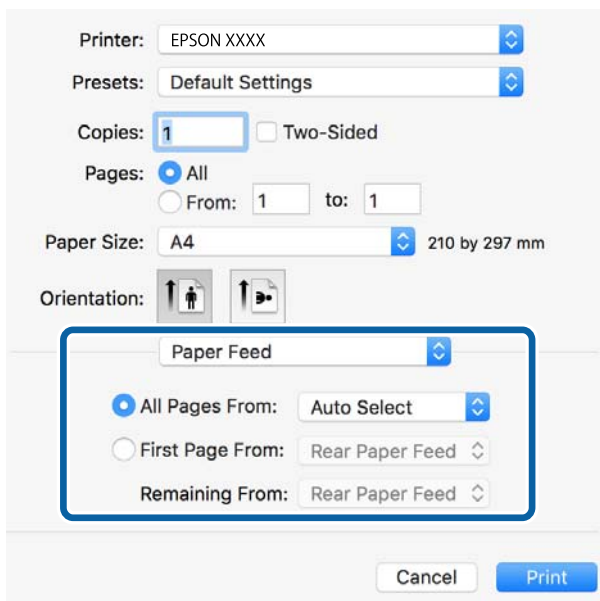 Printer: EPSON XXXX
Presets: Default Settings
Copies: 1 Two-Sided
Pages: All
From: 1 to: 1
Paper Size: A4 210 by 297 mm
Orientation:
Paper Feed
All Pages From: Auto Select
First Page From: Rear Paper Feed
Remaining From: Rear Paper Feed
Cancel Print